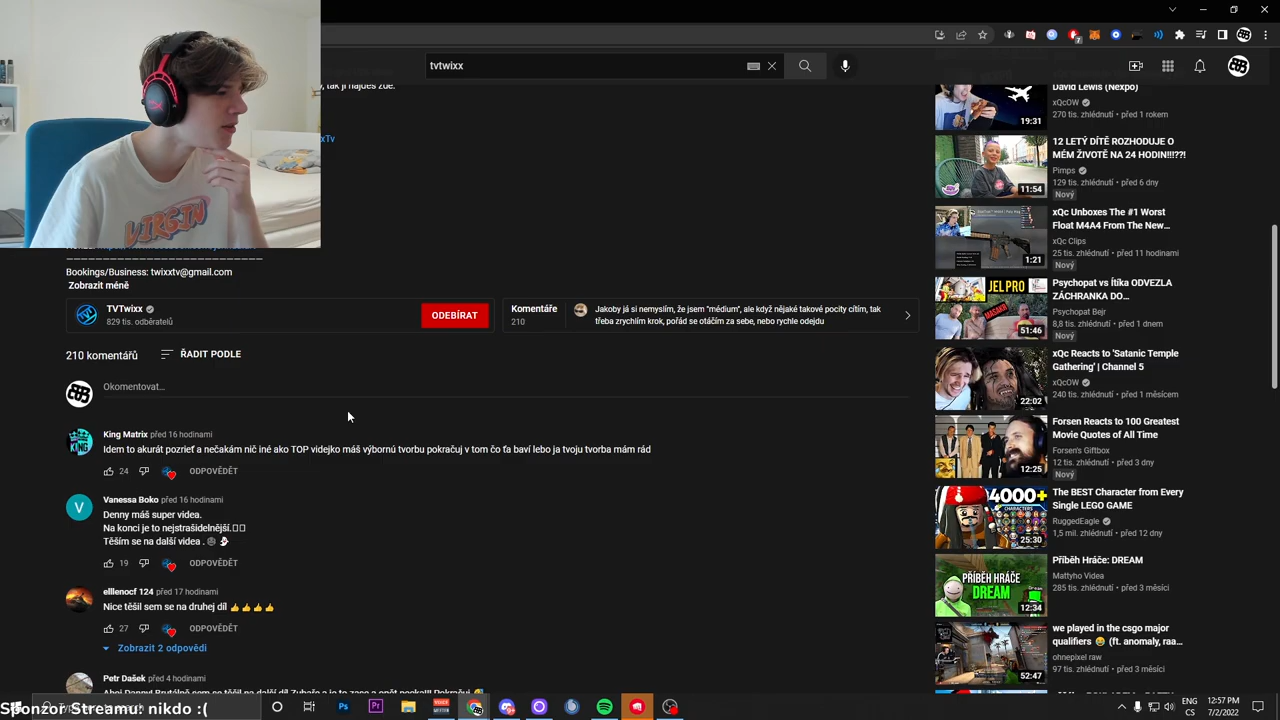 tvtwixx
, tak ji najdeš zde.
xTv
VIRGIN
Bookings/Business: twixxtv@gmail.com
Zobrazit méně
TVTwixx
829 tis. odběratelů
ODEBÍRAT
Komentáře
210
Jakoby já si nemyslím, že jsem "médium", ale když nějaké takové pocity cítím, tak
třeba zrychlím krok, pořád se otáčím za sebe, nebo rychle odejdu
210 komentářů
ŘADIT PODLE
Okomentovat...
King Matrix před 16 hodinami
Idem to akurát pozrieť a nečakám nič iné ako TOP videjko máš výbornú tvorbu pokračuj v tom čo ťa baví lebo ja tvoju tvorba mám rád
24
ODPOVĚDĚT
V
Vanessa Boko před 16 hodinami
Denny máš super videa.
Na konci je to nejstrašidelnější.
Těším se na další videa .
19
ODPOVĚDĚT
elllenocf 124 před 17 hodinami
Nice těšil sem se na druhej díl 👍👍👍👍
27
ODPOVĚDĚT
Zobrazit 2 odpovědi
Petr Dašek před 4 hodinami
David Lewis (Nexpo)
xQcOW
270 tis. zhlédnutí • před 1 rokem
19:31
12 LETÝ DÍTĚ ROZHODUJE O
MÉM ŽIVOTĚ NA 24 HODIN!!!??!
Pimps
129 tis. zhlédnutí • před 6 dny
Nový
11:54
xQc Unboxes The #1 Worst
Float M4A4 From The New...
xQc Clips
25 tis. zhlédnutí • před 11 hodinami
Nový
1:21
JEL PRO
MASAKR
51:46
Psychopat vs Ítika ODVEZLA
ZÁCHRANKA DO...
Psychopat Bejr
8,8 tis. zhlédnutí • před 1 dnem
Nový
xQc Reacts to 'Satanic Temple
Gathering' | Channel 5
xQcOW
240 tis. zhlédnutí • před 1 měsícem
22:02
Forsen Reacts to 100 Greatest
Movie Quotes of All Time
Forsen's Giftbox
12 tis. zhlédnutí • před 3 dny
Nový
12:25
4000+
CHARACTERS
25:30
The BEST Character from Every
Single LEGO GAME
RuggedEagle
1,5 mil. zhlédnutí • před 12 dny
PŘÍBĚH HRÁČE
DREAM
12:34
Příběh Hráče: DREAM
Mattyho Videa
285 tis. zhlédnutí • před 3 měsíci
we played in the csgo major
qualifiers 😂 (ft. anomaly, raa...
ohnepixel raw
97 tis. zhlédnutí • před 3 měsíci
52:47
Sponzoř Streamu nikdo :(
ENG
CS
12:57 PM
7/2/2022